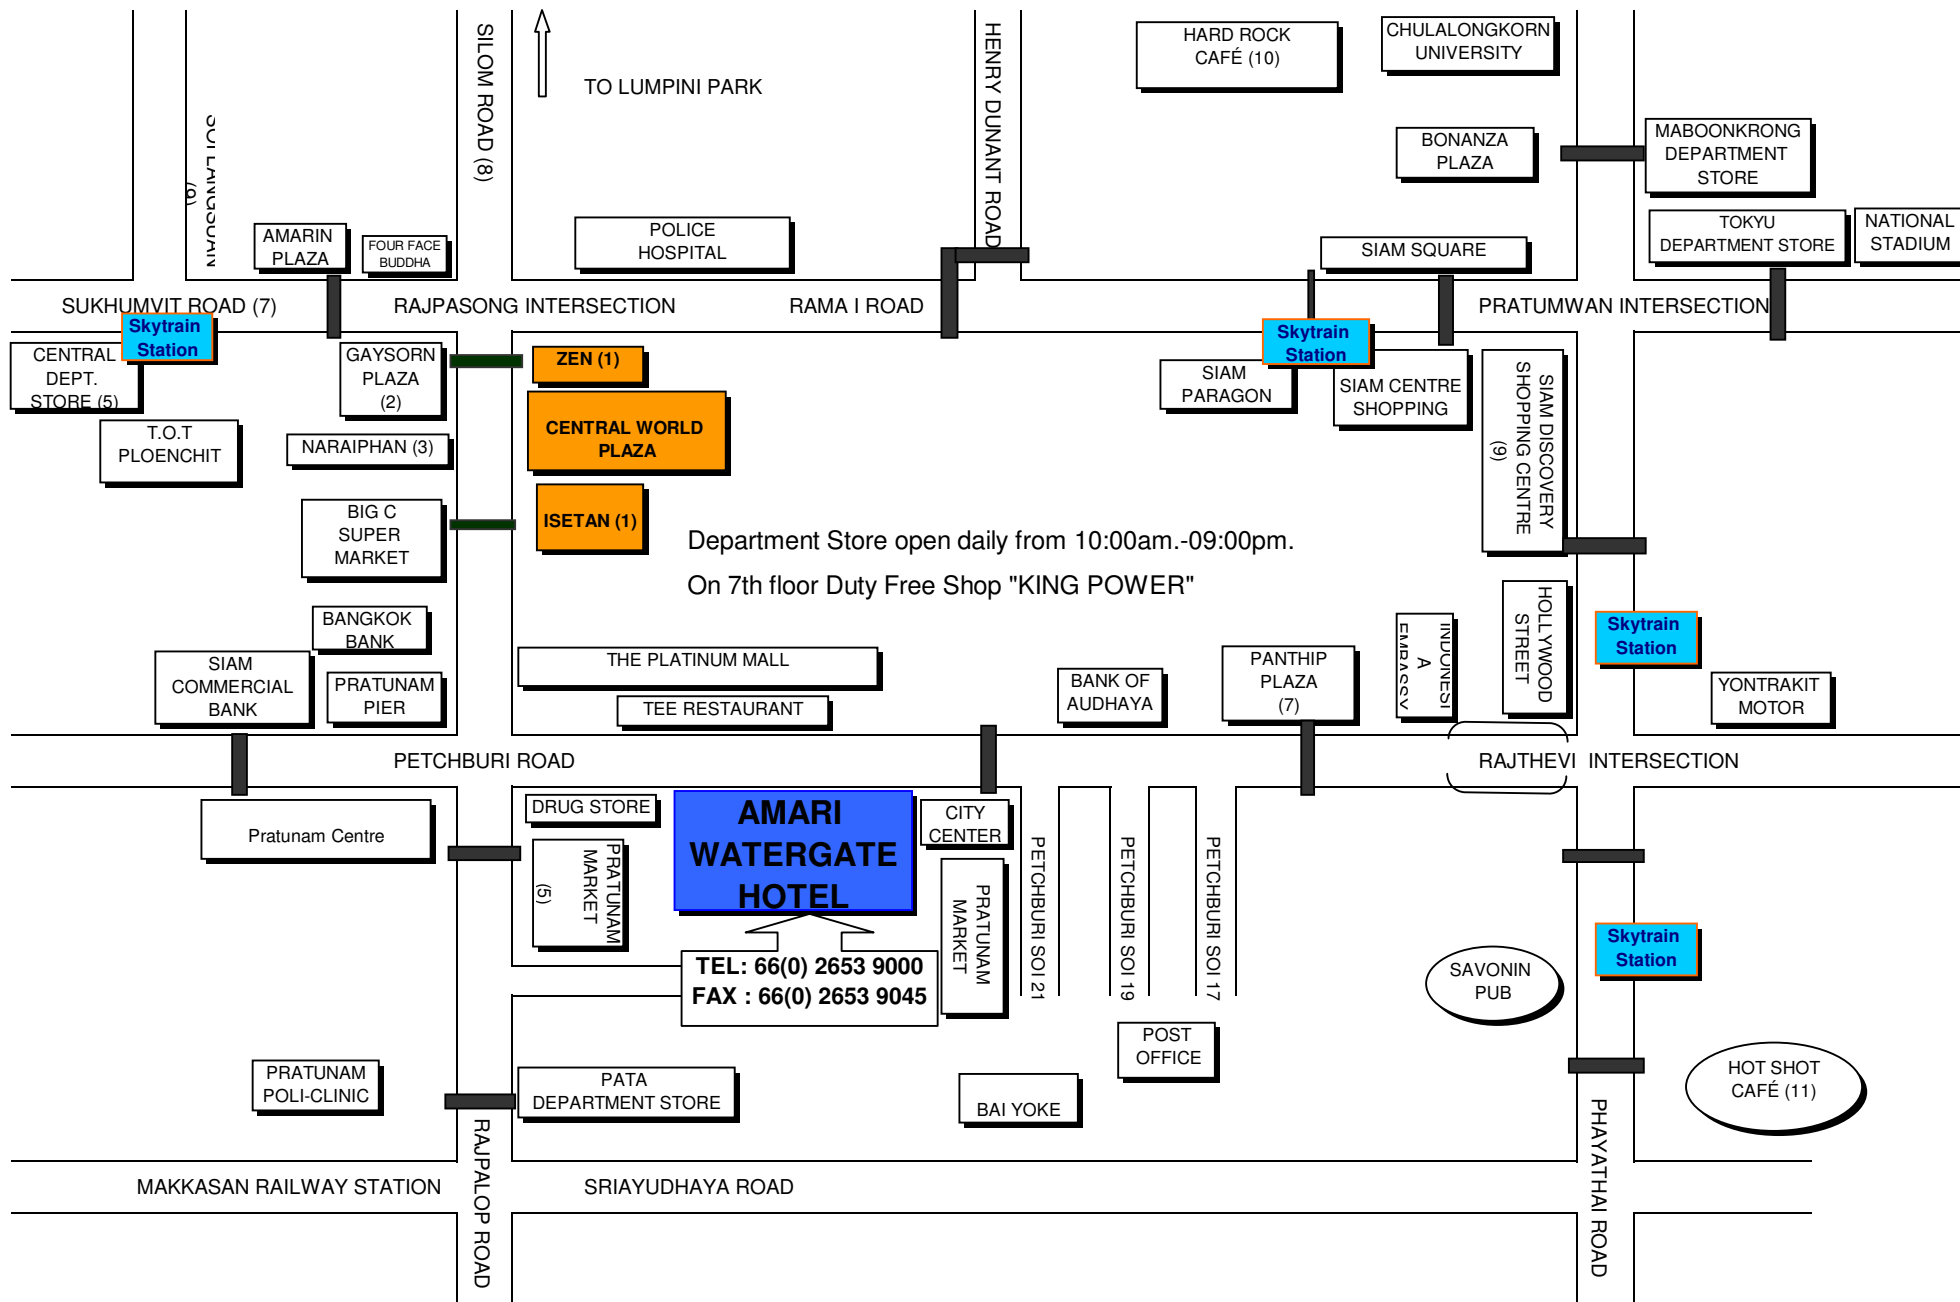 SILOM ROAD (8)
TO LUMPINI PARK
HENRY DUNANT ROAD
HARD ROCK
CAFÉ (10)
CHULALONGKORN
UNIVERSITY
SOI LANGSUAN
(6)
BONANZA
PLAZA
MABOONKRONG
DEPARTMENT
STORE
AMARIN
PLAZA
FOUR FACE
BUDDHA
POLICE
HOSPITAL
SIAM SQUARE
TOKYU
DEPARTMENT STORE
NATIONAL
STADIUM
SUKHUMVIT ROAD (7)
RAJPASONG INTERSECTION
RAMA I ROAD
PRATUMWAN INTERSECTION
Skytrain
Station
Skytrain
Station
CENTRAL
DEPT.
STORE (5)
GAYSORN
PLAZA
(2)
ZEN (1)
SIAM
PARAGON
SIAM CENTRE
SHOPPING
SIAM DISCOVERY
SHOPPING CENTRE
(9)
T.O.T
PLOENCHIT
NARAIPHAN (3)
CENTRAL WORLD
PLAZA
BIG C
SUPER
MARKET
ISETAN (1)
Department Store open daily from 10:00am.-09:00pm.
On 7th floor Duty Free Shop "KING POWER"
BANGKOK
BANK
INDONESI
A
EMBASSY
HOLLYWOOD
STREET
Skytrain
Station
SIAM
COMMERCIAL
BANK
PRATUNAM
PIER
THE PLATINUM MALL
TEE RESTAURANT
BANK OF
AUDHAYA
PANTHIP
PLAZA
(7)
YONTRAKIT
MOTOR
PETCHBURI ROAD
RAJTHEVI INTERSECTION
Pratunam Centre
DRUG STORE
AMARI
WATERGATE
HOTEL
CITY
CENTER
PRATUNAM
MARKET
(5)
PRATUNAM
MARKET
PETCHBURI SOI 21
PETCHBURI SOI 19
PETCHBURI SOI 17
TEL: 66(0) 2653 9000
FAX : 66(0) 2653 9045
SAVONIN
PUB
Skytrain
Station
POST
OFFICE
PRATUNAM
POLI-CLINIC
PATA
DEPARTMENT STORE
BAI YOKE
HOT SHOT
CAFÉ (11)
MAKKASAN RAILWAY STATION
RAJPALOP ROAD
SRIAYUDHAYA ROAD
PHAYATHAI ROAD